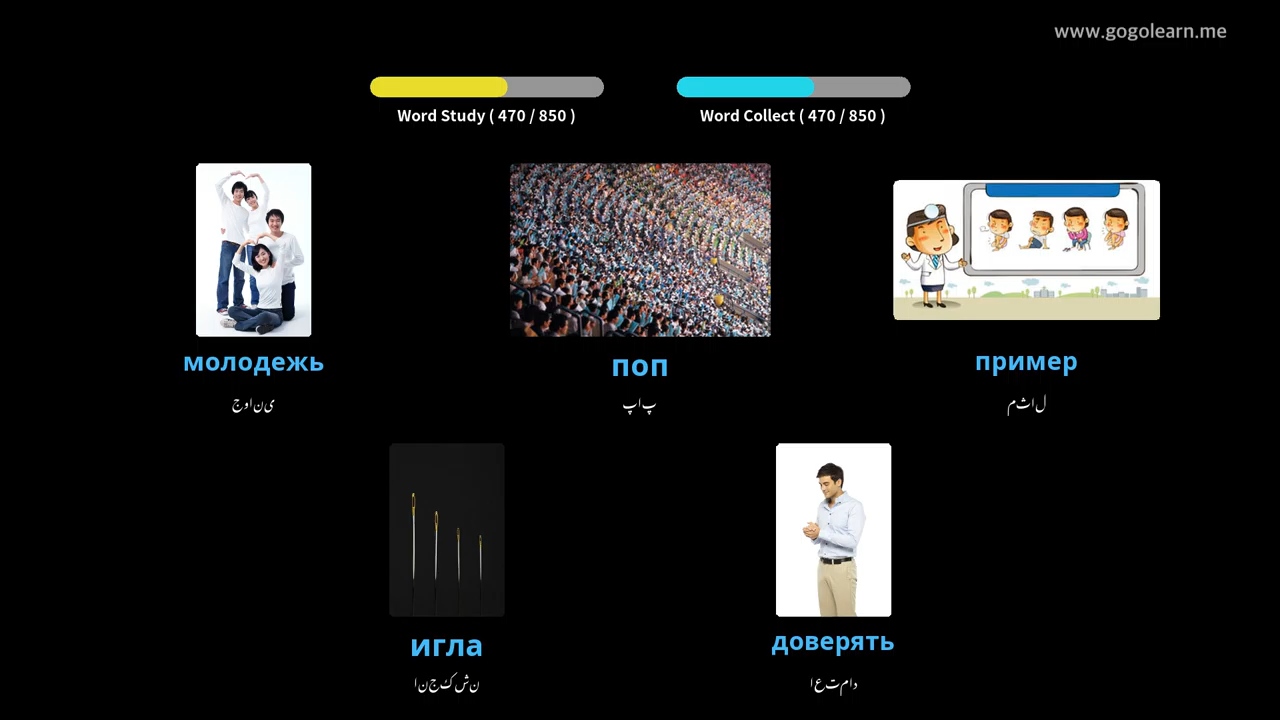 www.gogolearn.me
Word Study ( 470 / 850 )
Word Collect ( 470 / 850 )
молодежь
поп
пример
جوانی
پاپ
مثال
игла
доверять
انجکشن
اعتماد